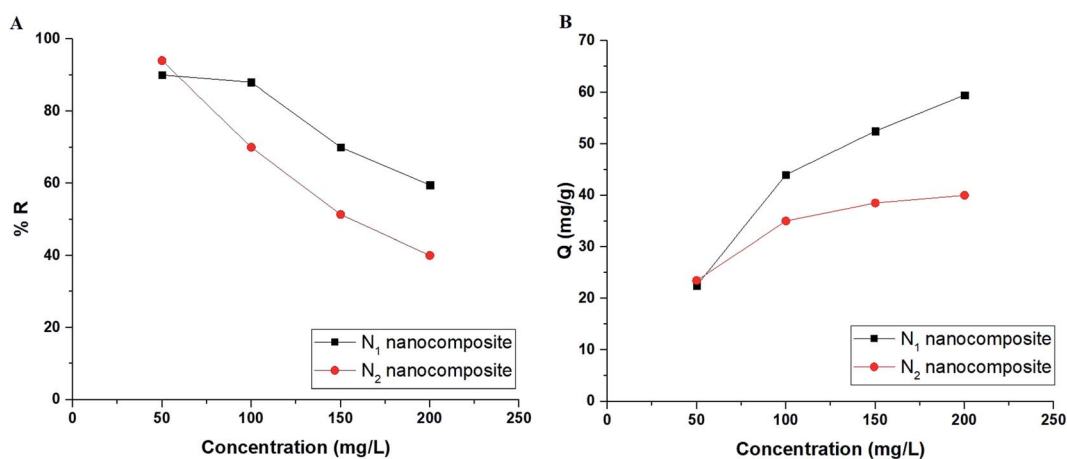 A
100
80
60
40
20
0
% R
0 50 100 150 200 250
Concentration (mg/L)
N₁ nanocomposite
N₂ nanocomposite
B
70
60
50
40
30
20
10
0
Q (mg/g)
0 50 100 150 200 250
Concentration (mg/L)
N₁ nanocomposite
N₂ nanocomposite